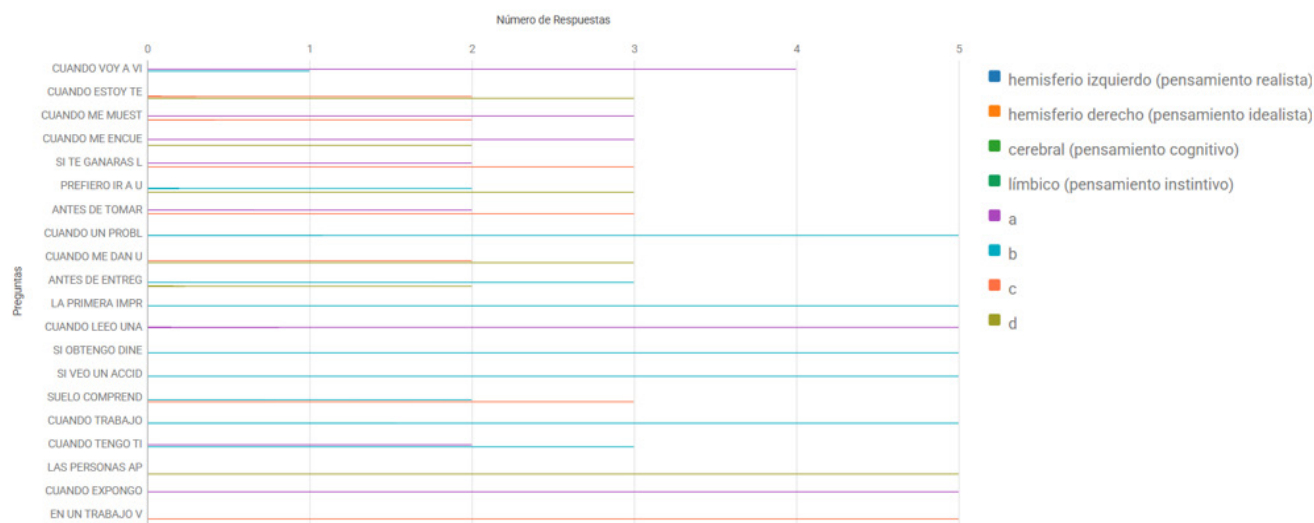 Número de Respuestas
0 1 2 3 4 5
Preguntas
CUANDO VOY A VI
CUANDO ESTOY TE
CUANDO ME MUEST
CUANDO ME ENCUE
SI TE GANARAS L
PREFIERO IR A U
ANTES DE TOMAR
CUANDO UN PROBL
CUANDO ME DAN U
ANTES DE ENTREG
LA PRIMERA IMPR
CUANDO LEEO UNA
SI OBTENGO DINE
SI VEO UN ACCID
SUELO COMPREND
CUANDO TRABAJO
CUANDO TENGO TI
LAS PERSONAS AP
CUANDO EXPONGO
EN UN TRABAJO V
hemisferio izquierdo (pensamiento realista)
hemisferio derecho (pensamiento idealista)
cerebral (pensamiento cognitivo)
límbico (pensamiento instintivo)
a
b
c
d